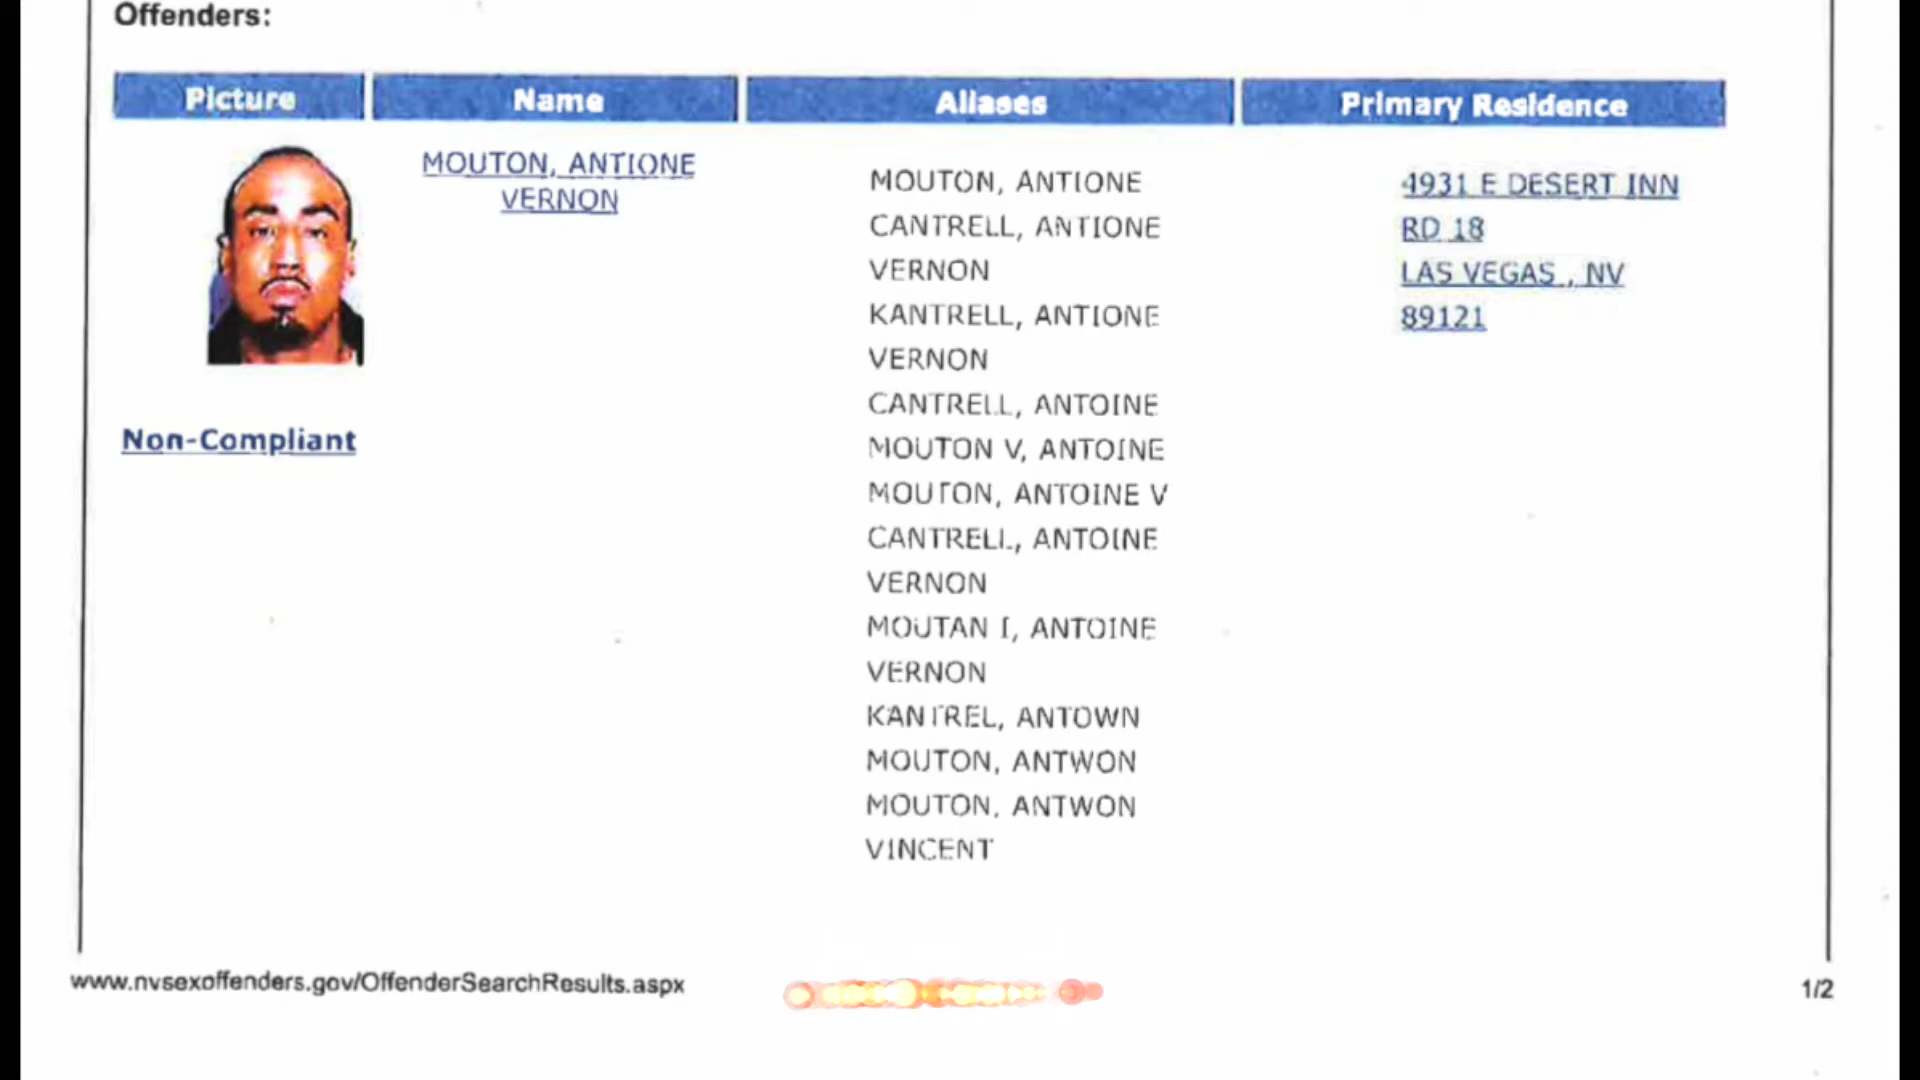 Offenders:
Picture Name Aliases Primary Residence
MOUTON, ANTIONE
VERNON
MOUTON, ANTIONE
CANTRELL, ANTIONE
VERNON
KANTRELL, ANTIONE
VERNON
CANTRELL, ANTOINE
MOUTON V, ANTOINE
MOUTON, ANTOINE V
CANTRELL, ANTOINE
VERNON
MOUTAN I, ANTOINE
VERNON
KANTREL, ANTOWN
MOUTON, ANTWON
MOUTON, ANTWON
VINCENT
4931 E DESERT INN
RD 18
LAS VEGAS , NV
89121
Non-Compliant
www.nvsexoffenders.gov/OffenderSearchResults.aspx
1/2